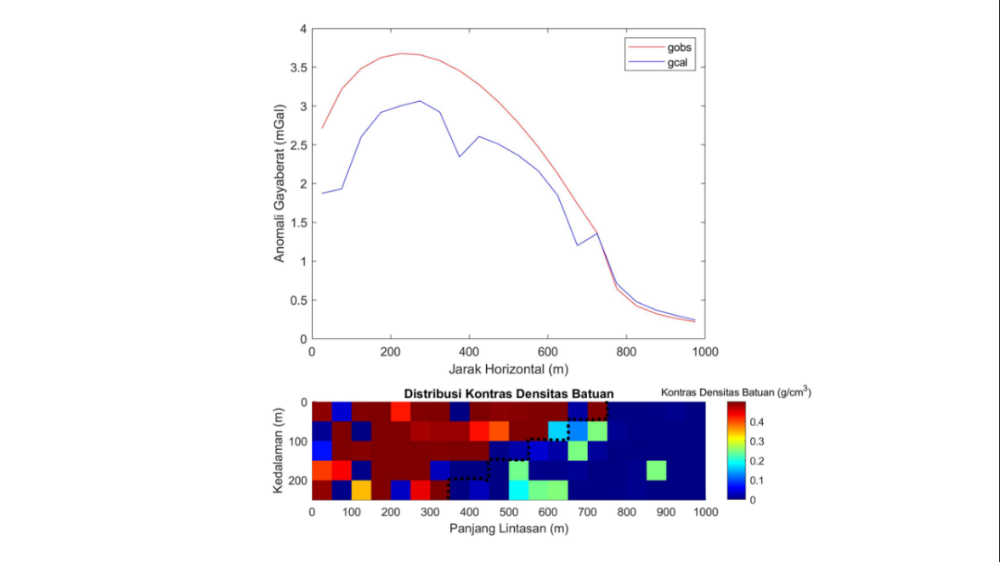 4
3.5
3
2.5
2
1.5
1
0.5
0
Anomali Gayaberat (mGal)
gobs
gcal
0 200 400 600 800 1000
Jarak Horizontal (m)
Distribusi Kontras Densitas Batuan
Kontras Densitas Batuan (g/cm³)
0
100
200
Kedalaman (m)
0.4
0.3
0.2
0.1
0
0 100 200 300 400 500 600 700 800 900 1000
Panjang Lintasan (m)